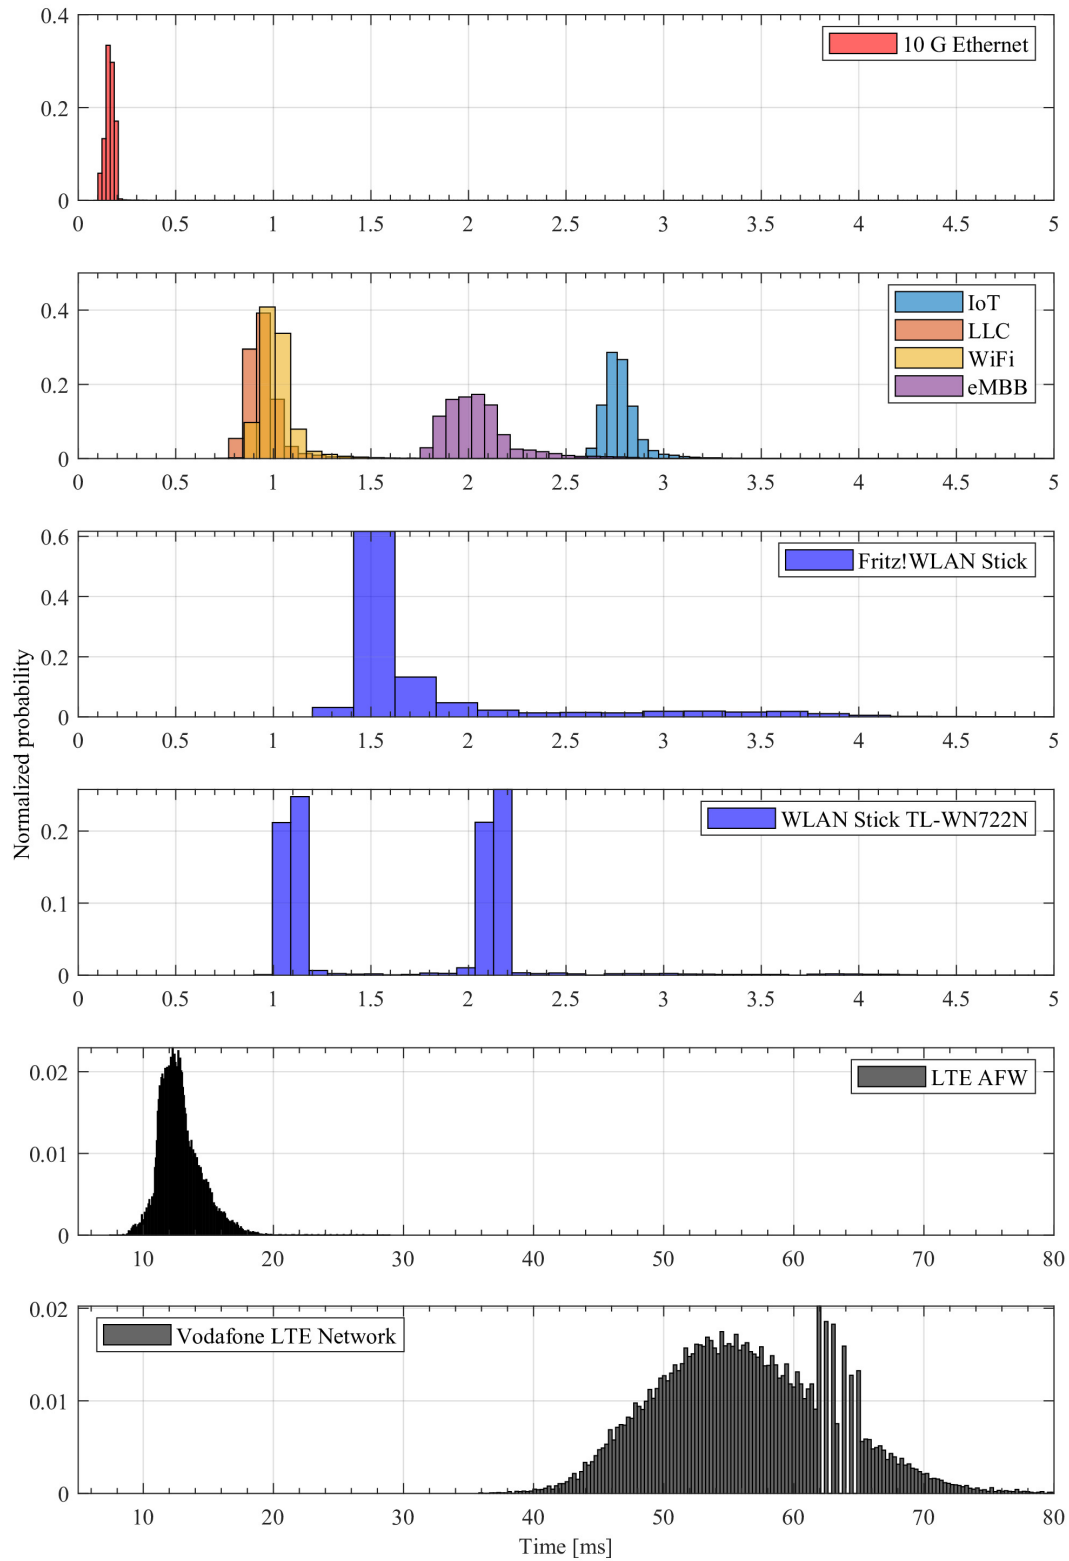 0.4
10 G Ethernet
0.2
0
0 0.5 1 1.5 2 2.5 3 3.5 4 4.5 5
IoT
0.4
LLC
WiFi
0.2
eMBB
0
0 0.5 1 1.5 2 2.5 3 3.5 4 4.5 5
0.6
Fritz!WLAN Stick
0.4
0.2
0
0 0.5 1 1.5 2 2.5 3 3.5 4 4.5 5
Normalized probability
WLAN Stick TL-WN722N
0.2
0.1
0
0 0.5 1 1.5 2 2.5 3 3.5 4 4.5 5
0.02
LTE AFW
0.01
0
10 20 30 40 50 60 70 80
0.02
Vodafone LTE Network
0.01
0
10 20 30 40 50 60 70 80
Time [ms]